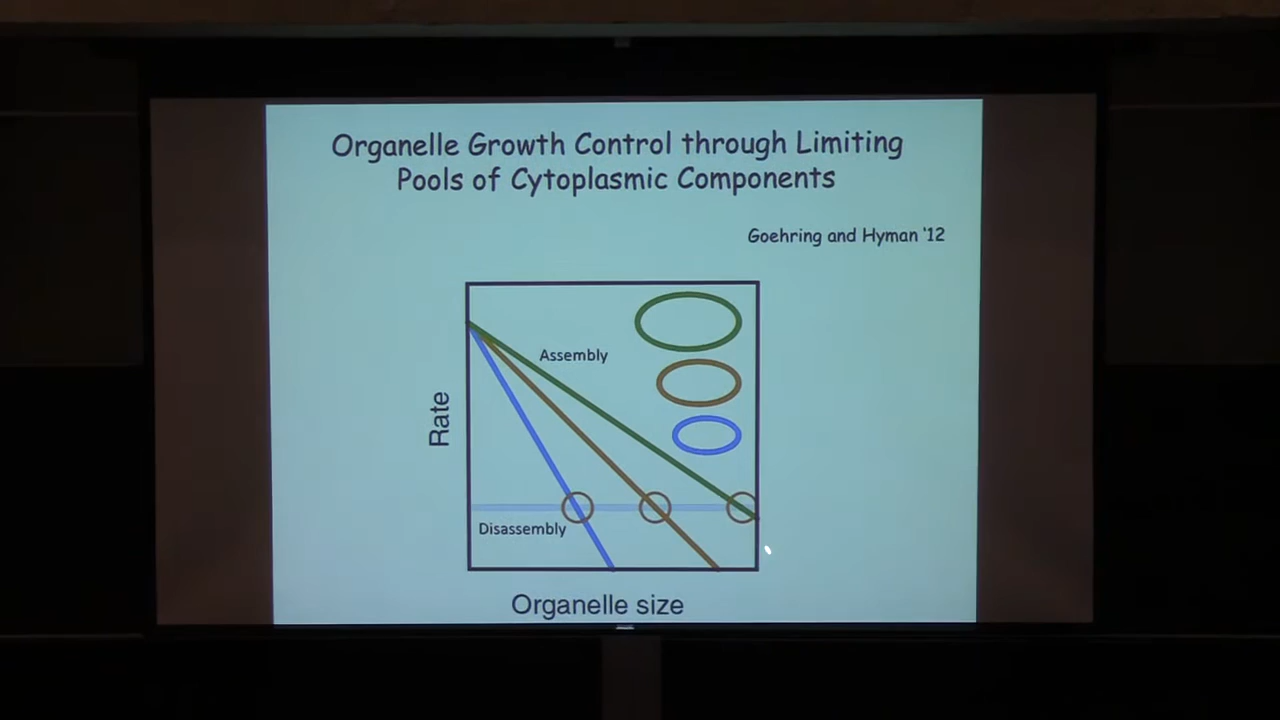 Organelle Growth Control through Limiting
Pools of Cytoplasmic Components
Goehring and Hyman '12
Assembly
Rate
Disassembly
Organelle size